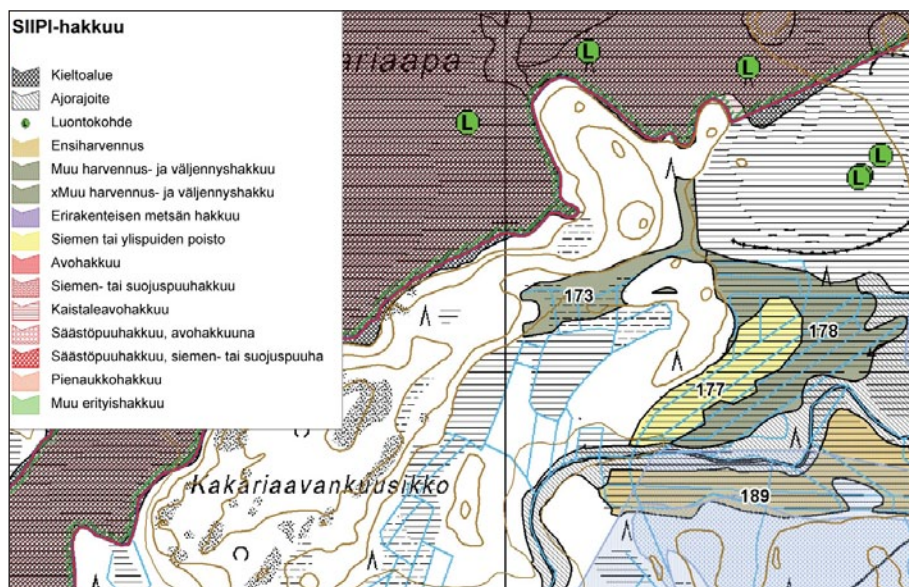 SIIPI-hakkuu
Kieltoalue
Ajorajoite
Luontokohde
Ensiharvennus
Muu harvennus- ja väljennyshakkuu
xMuu harvennus- ja väljennyshakku
Erirakenteisen metsän hakkuu
Siemen tai ylispuiden poisto
Avohakkuu
Siemen- tai suojuspuuhakkuu
Kaistaleavohakkuu
Säästöpuuhakkuu, avohakkuuna
Säästöpuuhakkuu, siemen- tai suojuspuuha
Pienaukkohakkuu
Muu erityishakkuu
ariaapa
L
L
L
L
L
173
178
177
Kakariaavankuusikko
189